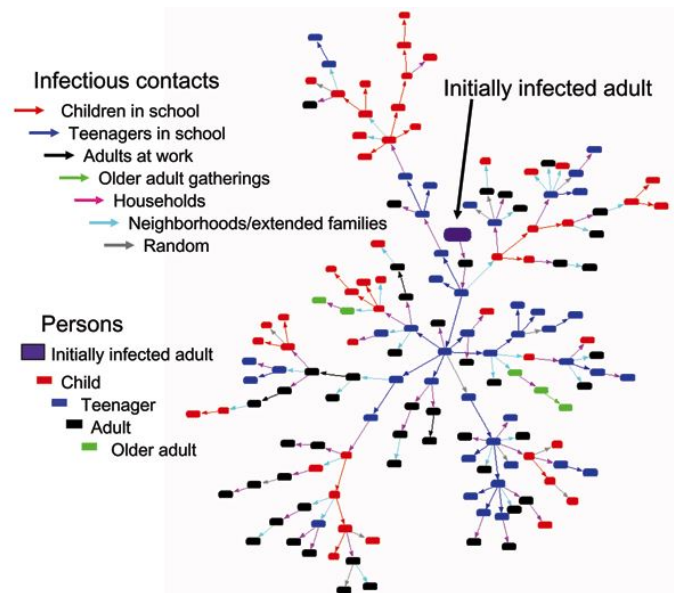 Infectious contacts
Initially infected adult
Children in school
Teenagers in school
Adults at work
Older adult gatherings
Households
Neighborhoods/extended families
Random
Persons
Initially infected adult
Child
Teenager
Adult
Older adult